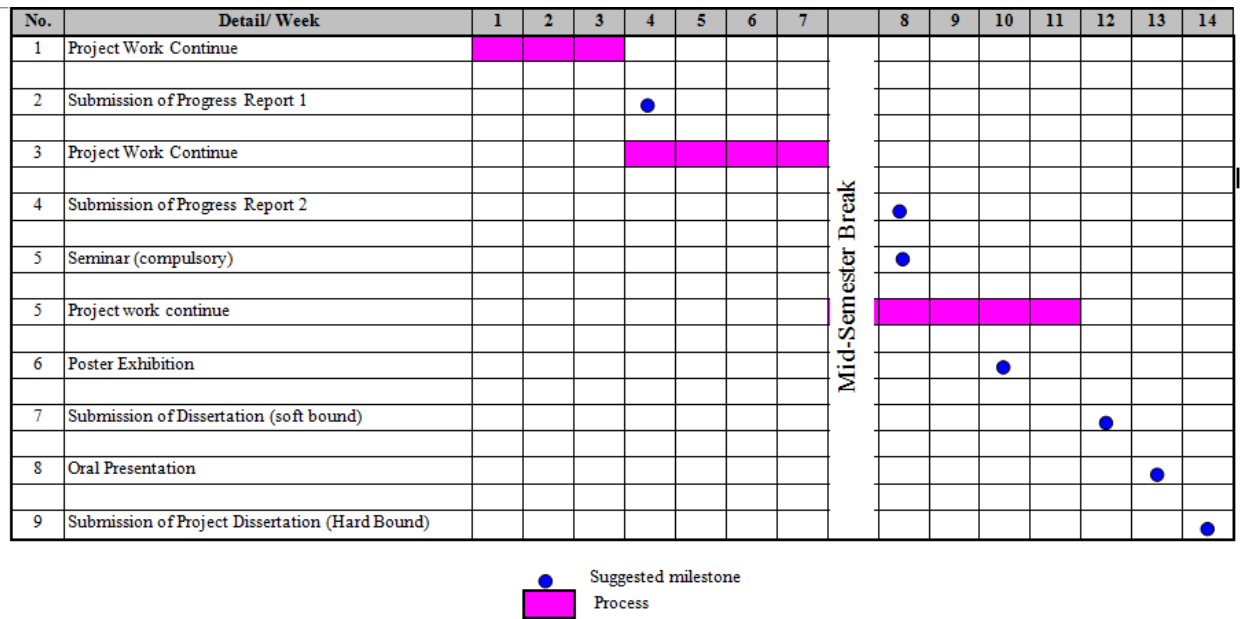 No. Detail/ Week 1 2 3 4 5 6 7 8 9 10 11 12 13 14
1 Project Work Continue
2 Submission of Progress Report 1
3 Project Work Continue
4 Submission of Progress Report 2
5 Seminar (compulsory)
5 Project work continue
6 Poster Exhibition
7 Submission of Dissertation (soft bound)
8 Oral Presentation
9 Submission of Project Dissertation (Hard Bound)
Mid-Semester Break
Suggested milestone
Process